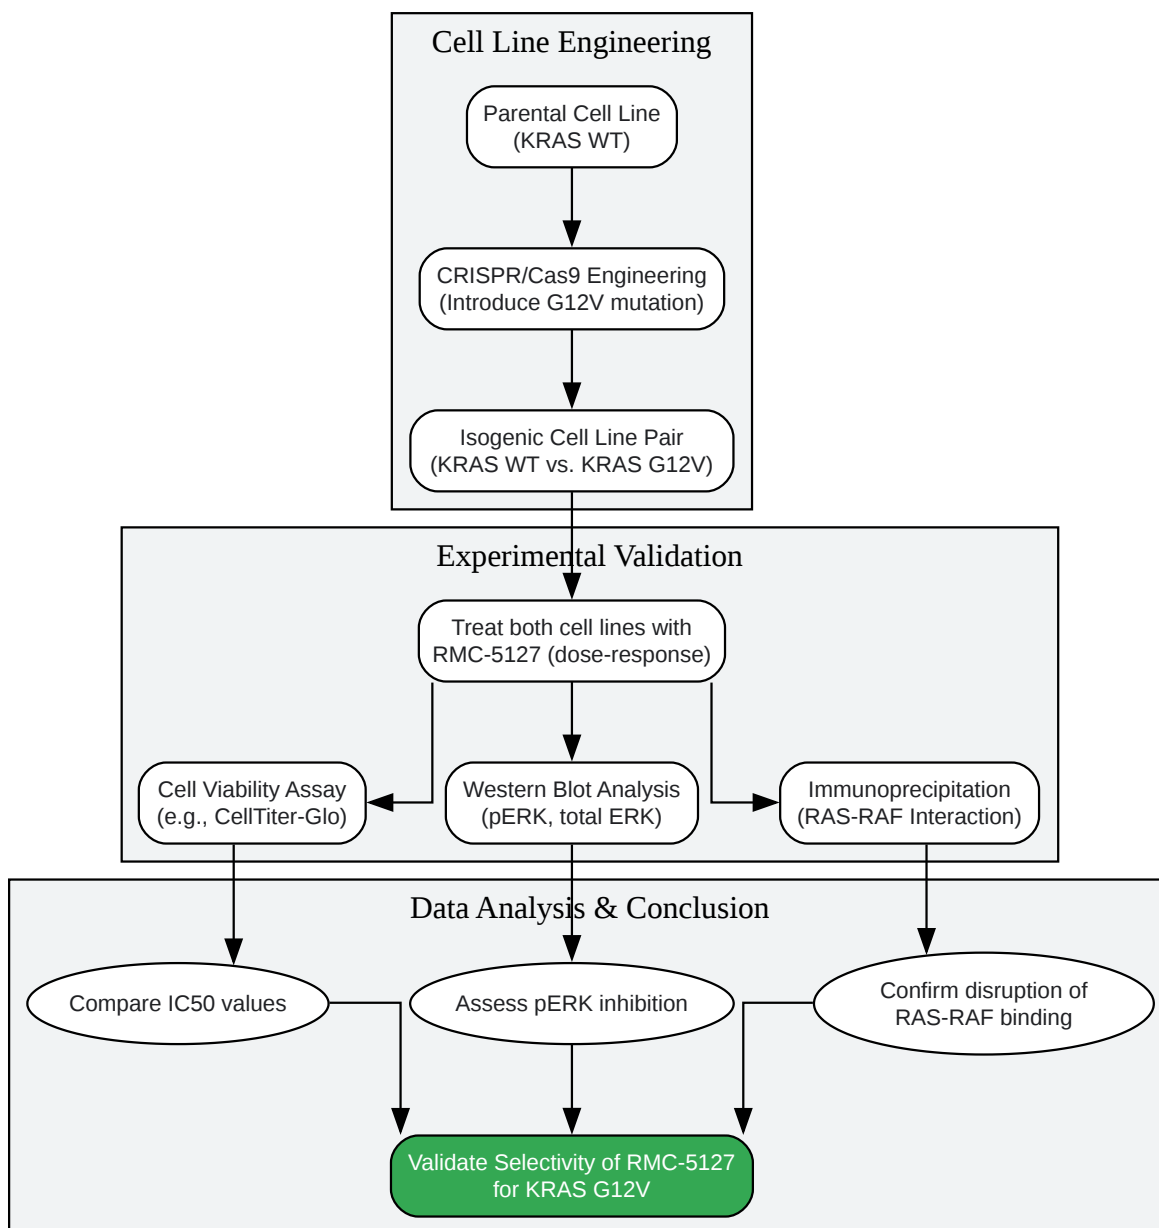 Cell Line Engineering
Parental Cell Line
(KRAS WT)
CRISPR/Cas9 Engineering
(Introduce G12V mutation)
Isogenic Cell Line Pair
(KRAS WT vs. KRAS G12V)
Experimental Validation
Treat both cell lines with
RMC-5127 (dose-response)
Cell Viability Assay
(e.g., CellTiter-Glo)
Western Blot Analysis
(pERK, total ERK)
Immunoprecipitation
(RAS-RAF Interaction)
Data Analysis & Conclusion
Compare IC50 values
Assess pERK inhibition
Confirm disruption of
RAS-RAF binding
Validate Selectivity of RMC-5127
for KRAS G12V